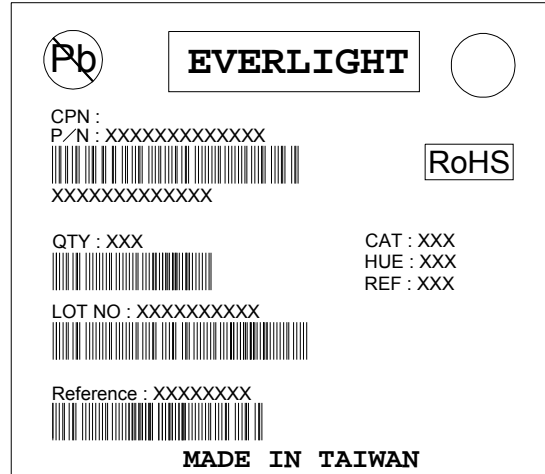 Pb
EVERLIGHT
CPN :
P/N : XXXXXXXXXXXXX
RoHS
XXXXXXXXXXXXX
QTY : XXX
CAT : XXX
HUE : XXX
REF : XXX
LOT NO : XXXXXXXXXX
Reference : XXXXXXXX
MADE IN TAIWAN